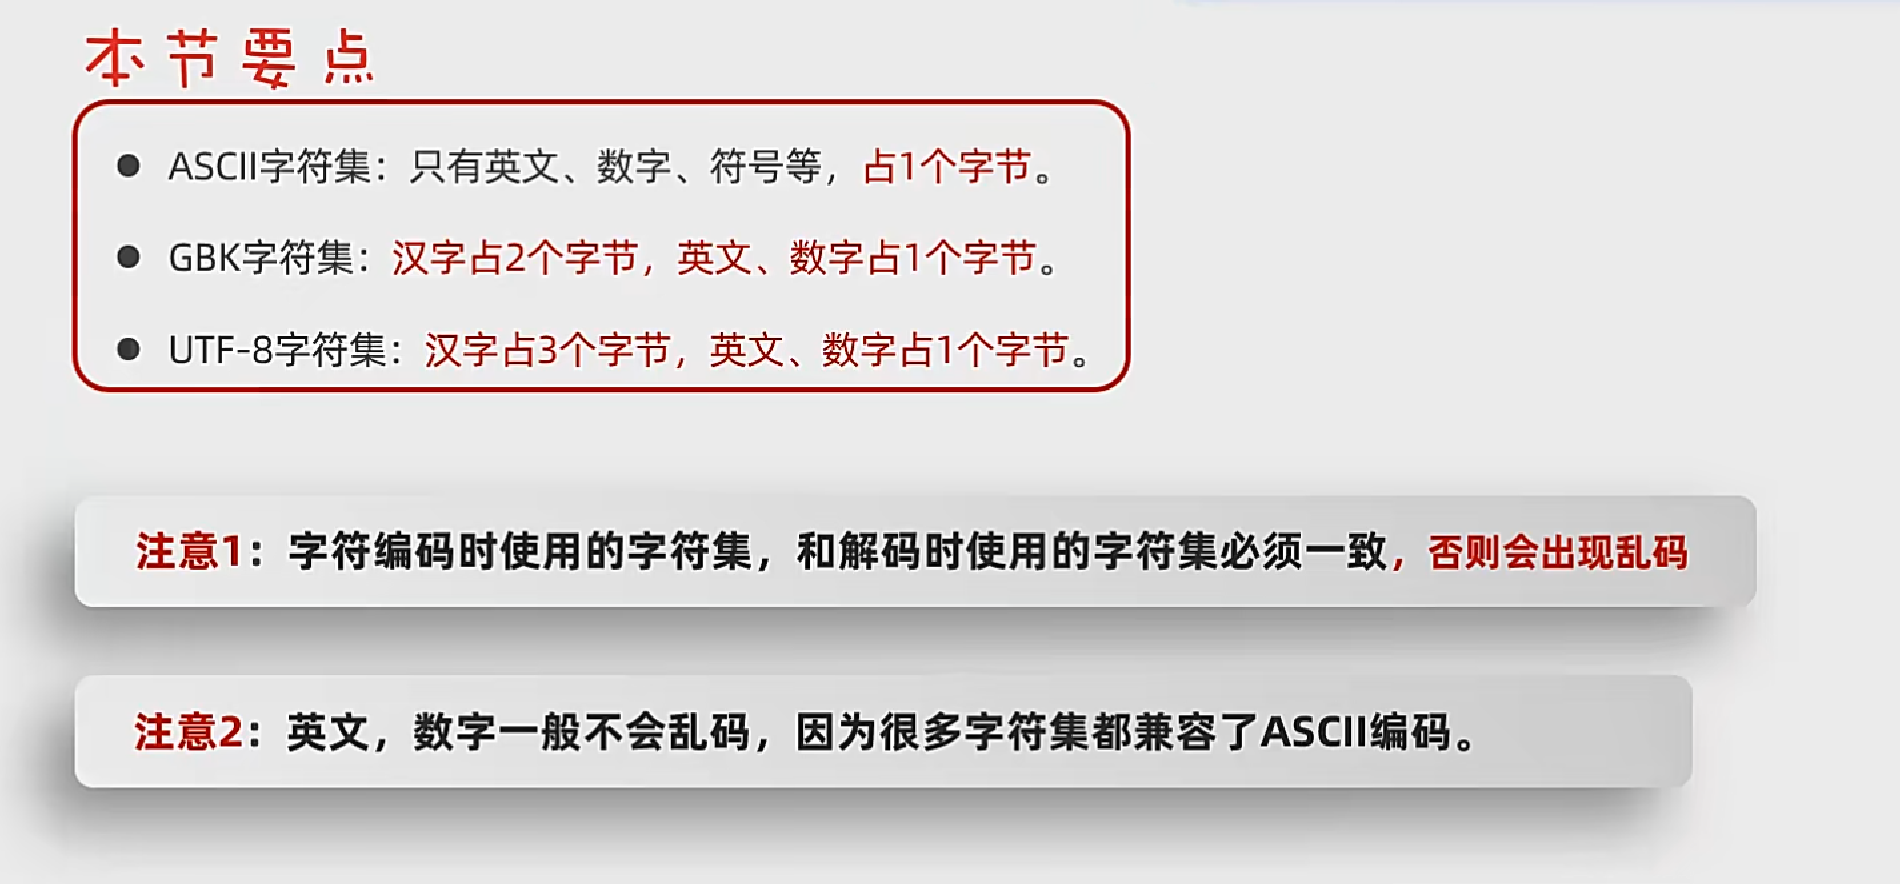 本节要点
● ASCII字符集：只有英文、数字、符号等，占1个字节。
● GBK字符集：汉字占2个字节，英文、数字占1个字节。
● UTF-8字符集：汉字占3个字节，英文、数字占1个字节。
注意1：字符编码时使用的字符集，和解码时使用的字符集必须一致，否则会出现乱码
注意2：英文，数字一般不会乱码，因为很多字符集都兼容了ASCII编码。